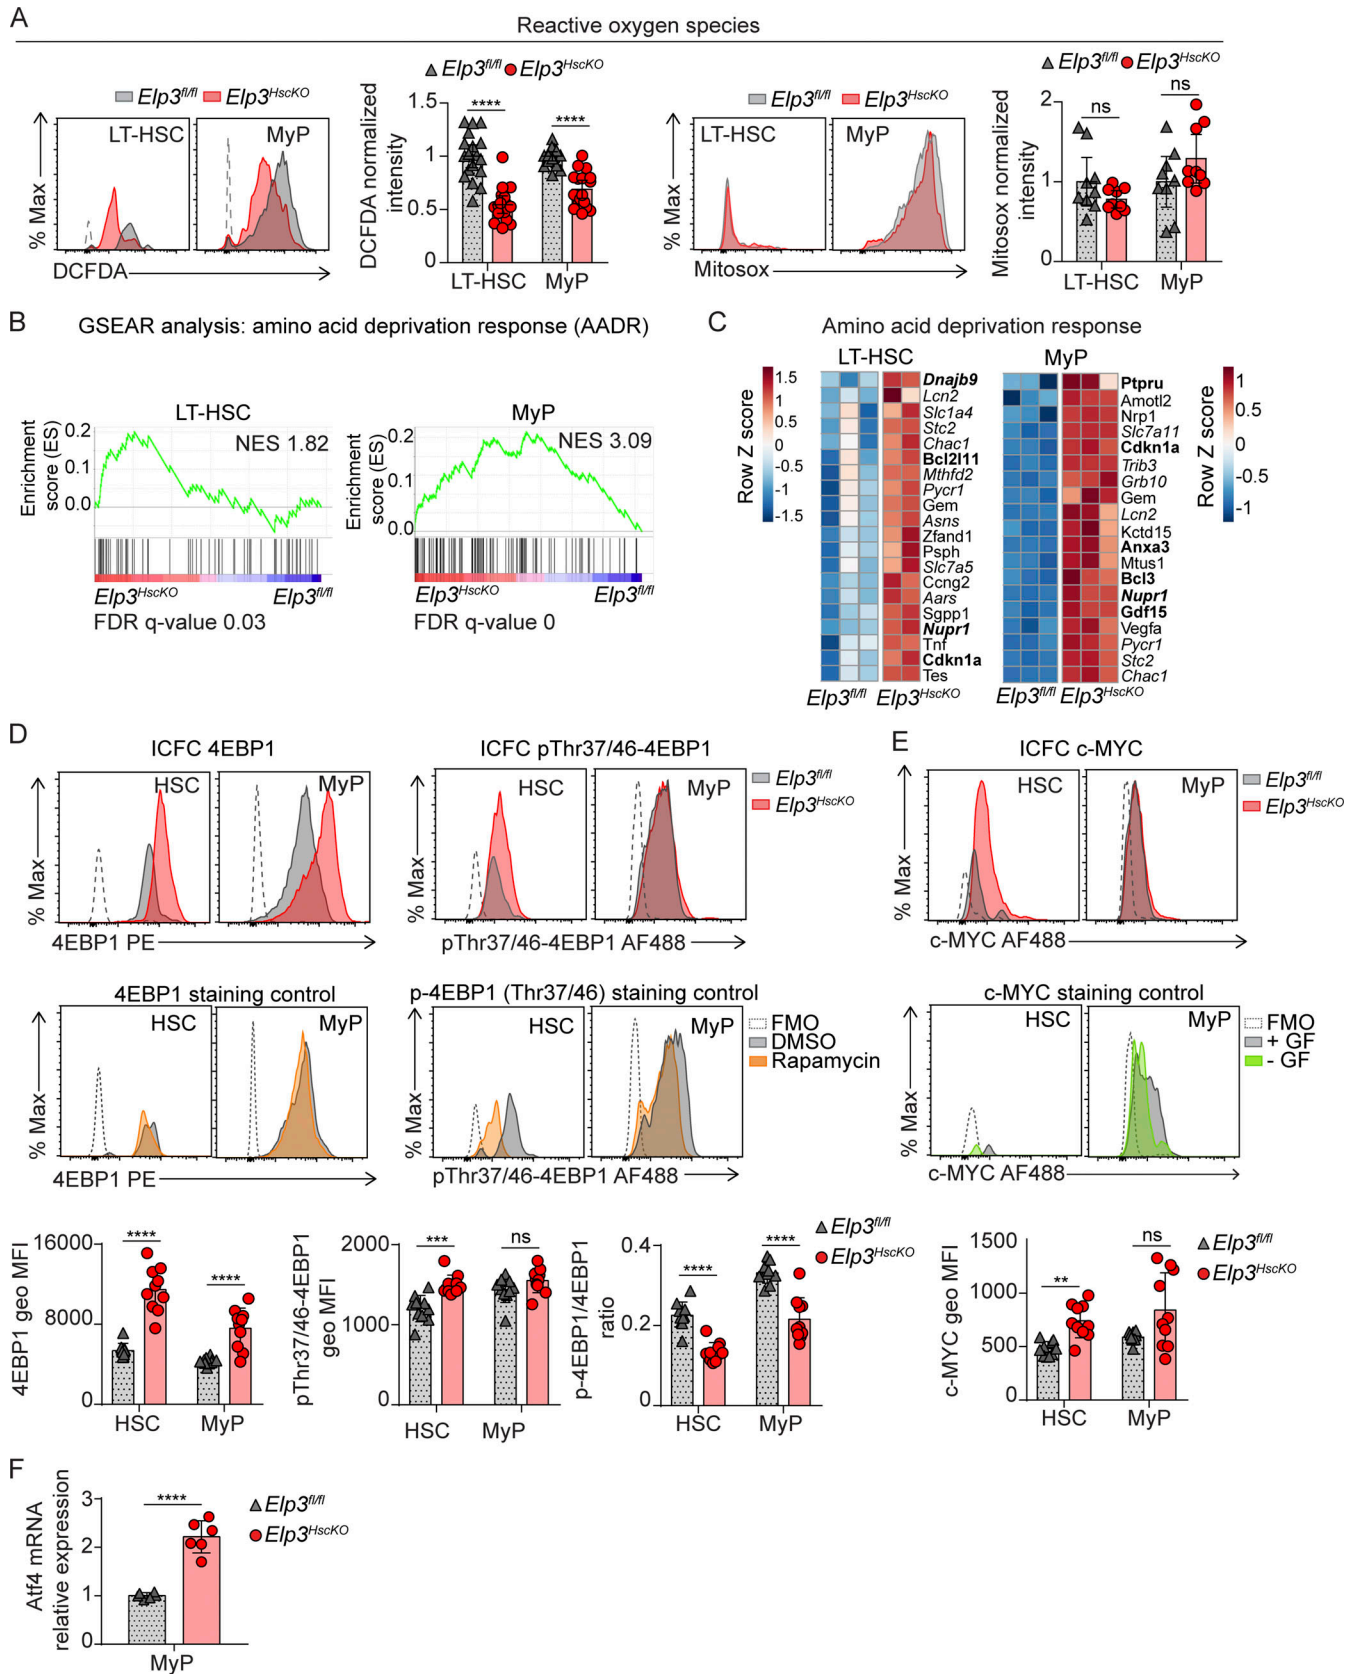 A
Reactive oxygen species
Elp3fl/fl Elp3HscKO
LT-HSC
MyP
% Max
DCFDA
Elp3fl/fl Elp3HscKO
DCFDA normalized
intensity
1.5
1
0.5
0
****
****
LT-HSC MyP
Elp3fl/fl Elp3HscKO
LT-HSC
MyP
% Max
Mitosox
Elp3fl/fl Elp3HscKO
Mitosox normalized
intensity
2
1
0
ns
ns
LT-HSC MyP
B
GSEAR analysis: amino acid deprivation response (AADR)
LT-HSC
NES 1.82
Enrichment
score (ES)
0.2
0.1
0.0
Elp3HscKO Elp3fl/fl
FDR q-value 0.03
MyP
NES 3.09
Enrichment
score (ES)
0.2
0.1
0.0
Elp3HscKO Elp3fl/fl
FDR q-value 0
C
Amino acid deprivation response
LT-HSC
Row Z score
1.5
1
0.5
0
-0.5
-1
-1.5
Dnajb9
Lcn2
Slc1a4
Stc2
Chac1
Bcl2l11
Mthfd2
Pycr1
Gem
Asns
Zfand1
Psph
Slc7a5
Ccng2
Aars
Sgpp1
Nupr1
Tnf
Cdkn1a
Tes
Elp3fl/fl Elp3HscKO
MyP
Ptpru
Amotl2
Nrp1
Slc7a11
Cdkn1a
Trib3
Grb10
Gem
Lcn2
Kctd15
Anxa3
Mtus1
Bcl3
Nupr1
Gdf15
Vegfa
Pycr1
Stc2
Chac1
Elp3fl/fl Elp3HscKO
Row Z score
1
0.5
0
-0.5
-1
D
ICFC 4EBP1
HSC
MyP
% Max
4EBP1 PE
ICFC pThr37/46-4EBP1
HSC
MyP
% Max
pThr37/46-4EBP1 AF488
Elp3fl/fl
Elp3HscKO
4EBP1 staining control
HSC
MyP
% Max
4EBP1 PE
p-4EBP1 (Thr37/46) staining control
HSC
MyP
% Max
pThr37/46-4EBP1 AF488
FMO
DMSO
Rapamycin
4EBP1 geo MFI
16000
8000
0
****
****
HSC MyP
pThr37/46-4EBP1
geo MFI
2000
1000
0
***
ns
HSC MyP
p-4EBP1/4EBP1
ratio
0.4
0.2
0
****
****
HSC MyP
Elp3fl/fl
Elp3HscKO
E
ICFC c-MYC
HSC
MyP
% Max
c-MYC AF488
Elp3fl/fl
Elp3HscKO
c-MYC staining control
HSC
MyP
% Max
c-MYC AF488
FMO
+ GF
- GF
c-MYC geo MFI
1500
1000
500
0
**
ns
HSC MyP
Elp3fl/fl
Elp3HscKO
F
Atf4 mRNA
relative expression
3
2
1
0
****
MyP
Elp3fl/fl
Elp3HscKO